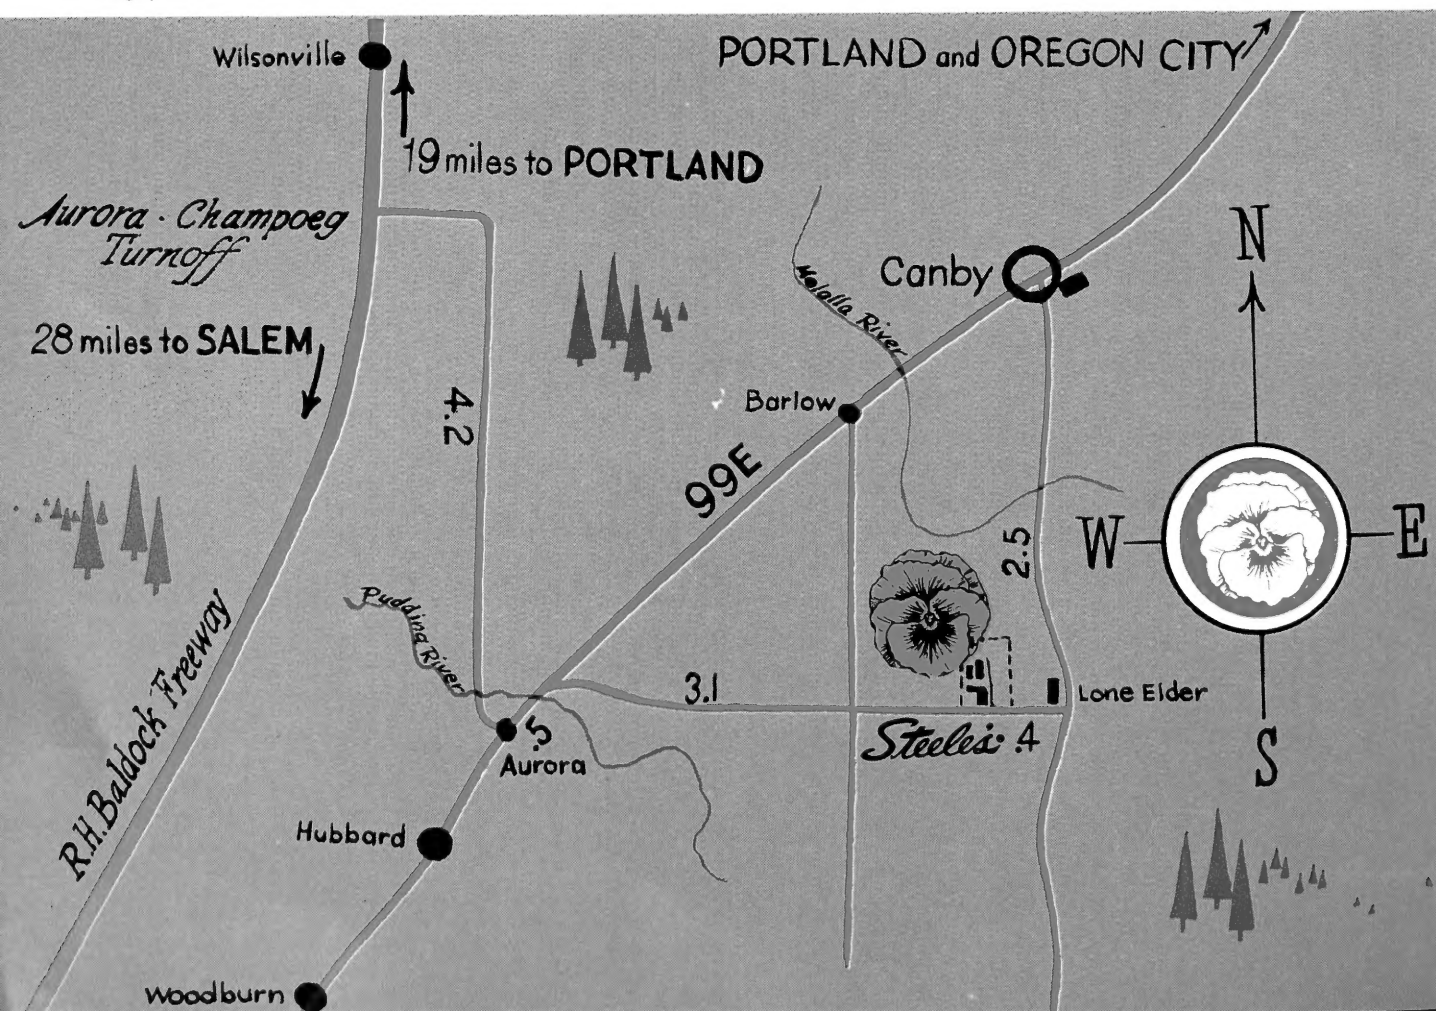 Wilsonville
PORTLAND and OREGON CITY
19 miles to PORTLAND
Aurora - Champoeg
Turnoff
28 miles to SALEM
N
Canby
Molalla River
4.2
Barlow
99E
2.5
W
E
Pudding River
R.H. Baldock Freeway
3.1
Lone Elder
Steele's .4
.5
Aurora
S
Hubbard
Woodburn